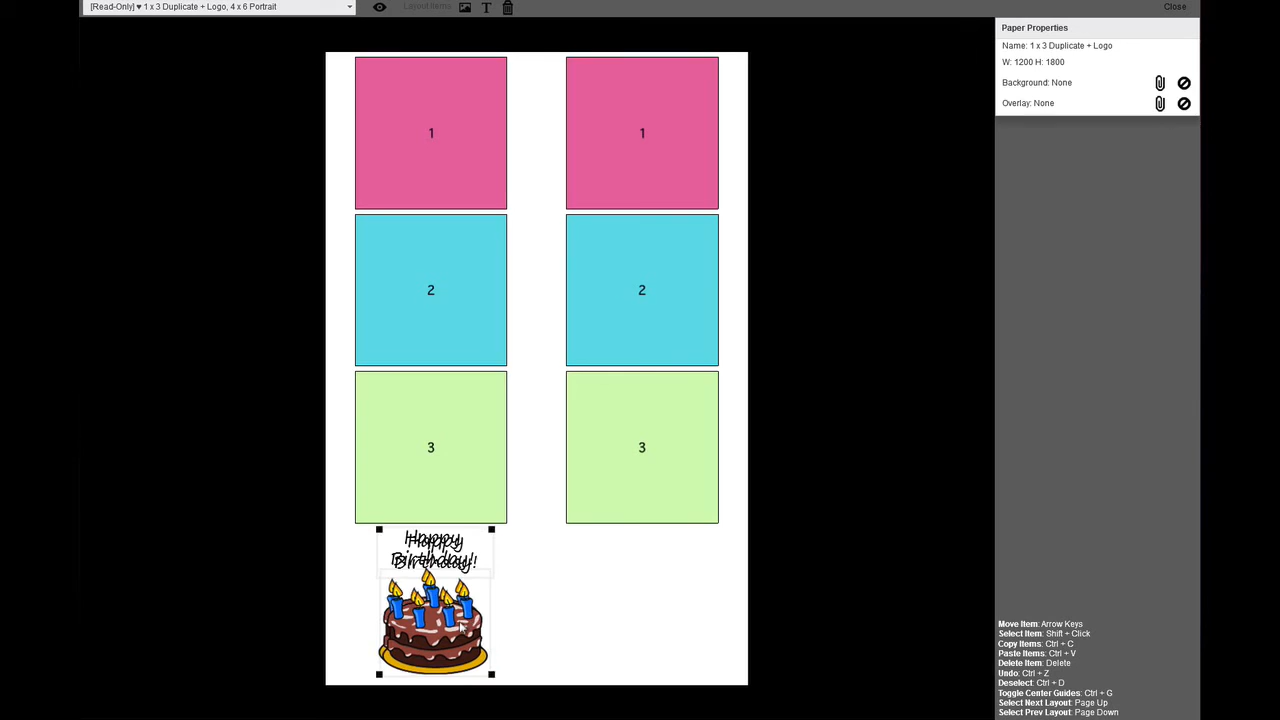 [Read-Only] ♥ 1 x 3 Duplicate + Logo, 4 x 6 Portrait
Layout Items
T
Close
Paper Properties
Name: 1 x 3 Duplicate + Logo
W: 1200 H: 1800
Background: None
Overlay: None
1
1
2
2
3
3
Happy
Birthday!
Move Item: Arrow Keys
Select Item: Shift + Click
Copy Items: Ctrl + C
Paste Items: Ctrl + V
Delete Item: Delete
Undo: Ctrl + Z
Deselect: Ctrl + D
Toggle Center Guides: Ctrl + G
Select Next Layout: Page Up
Select Prev Layout: Page Down